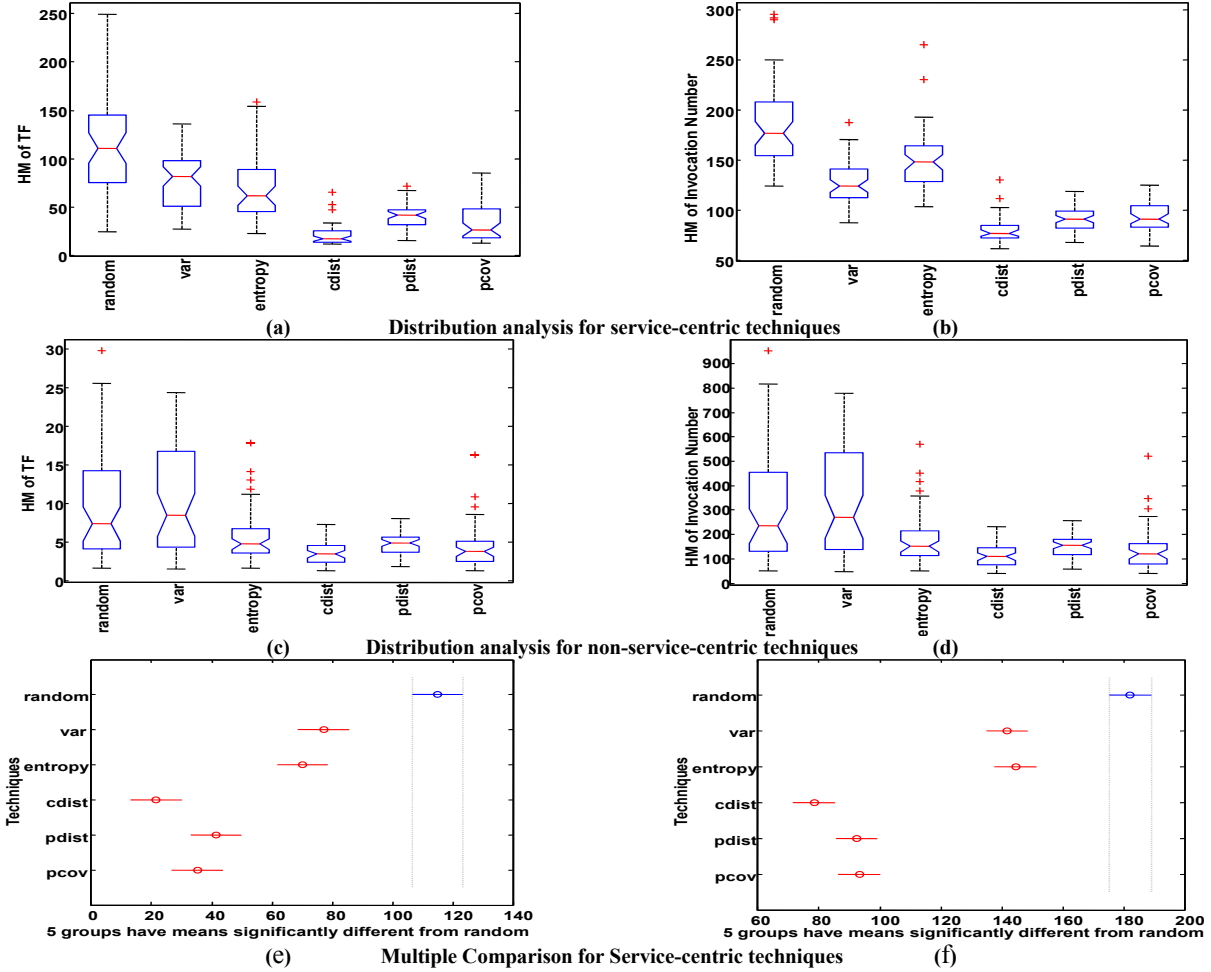 250
200
150
100
50
0
HM of TF
random
var
entropy
cdist
pdist
pcov
(a)
300
250
200
150
100
50
HM of Invocation Number
random
var
entropy
cdist
pdist
pcov
(b)
Distribution analysis for service-centric techniques
30
25
20
15
10
5
0
HM of TF
random
var
entropy
cdist
pdist
pcov
(c)
900
800
700
600
500
400
300
200
100
0
HM of Invocation Number
random
var
entropy
cdist
pdist
pcov
(d)
Distribution analysis for non-service-centric techniques
random
var
entropy
cdist
pdist
pcov
Techniques
0 20 40 60 80 100 120 140
5 groups have means significantly different from random
(e)
random
var
entropy
cdist
pdist
pcov
Techniques
60 80 100 120 140 160 180 200
5 groups have means significantly different from random
(f)
Multiple Comparison for Service-centric techniques